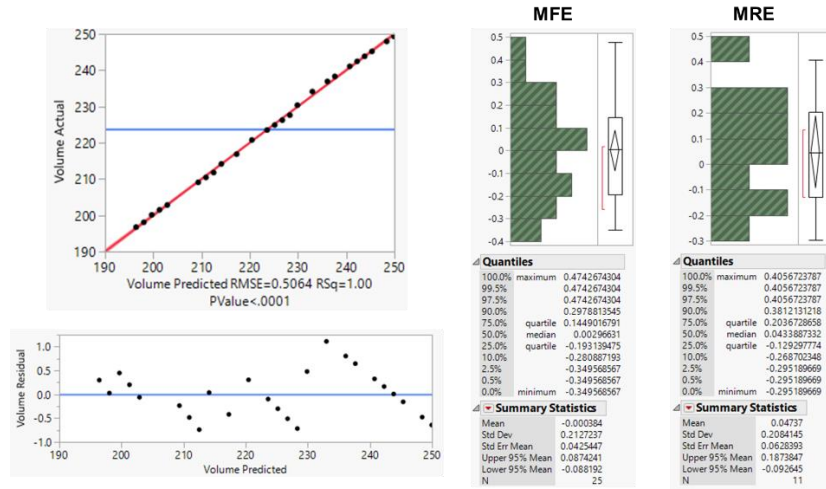 MFE
MRE
250
240
230
220
210
200
190
Volume Actual
190 200 210 220 230 240 250
Volume Predicted RMSE=0.5064 RSq=1.00
PValue<.0001
1.0
0.5
0.0
-0.5
-1.0
Volume Residual
190 200 210 220 230 240 250
Volume Predicted
0.5
0.4
0.3
0.2
0.1
0
-0.1
-0.2
-0.3
-0.4
Quantiles
100.0% maximum 0.4742674304
99.5% 0.4742674304
97.5% 0.4742674304
90.0% 0.2978813545
75.0% quartile 0.1449016791
50.0% median 0.00296631
25.0% quartile -0.193139475
10.0% -0.280887193
2.5% -0.349568567
0.5% -0.349568567
0.0% minimum -0.349568567
Summary Statistics
Mean -0.000384
Std Dev 0.2127237
Std Err Mean 0.0425447
Upper 95% Mean 0.0874241
Lower 95% Mean -0.088192
N 25
0.5
0.4
0.3
0.2
0.1
0
-0.1
-0.2
-0.3
Quantiles
100.0% maximum 0.4056723787
99.5% 0.4056723787
97.5% 0.4056723787
90.0% 0.3812131218
75.0% quartile 0.2036728658
50.0% median 0.0433887332
25.0% quartile -0.129297774
10.0% -0.268702348
2.5% -0.295189669
0.5% -0.295189669
0.0% minimum -0.295189669
Summary Statistics
Mean 0.04737
Std Dev 0.2084145
Std Err Mean 0.0628393
Upper 95% Mean 0.1873847
Lower 95% Mean -0.092645
N 11